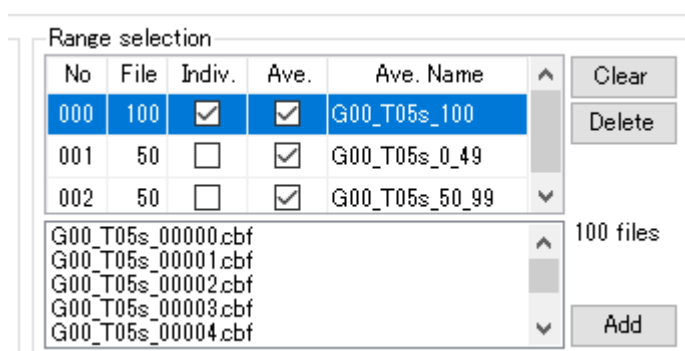 Range selection
No File Indiv. Ave. Ave. Name
Clear
000 100 G00_T05s_100
Delete
001 50 G00_T05s_0_49
002 50 G00_T05s_50_99
G00_T05s_00000.cbf
100 files
G00_T05s_00001.cbf
G00_T05s_00002.cbf
G00_T05s_00003.cbf
G00_T05s_00004.cbf
Add